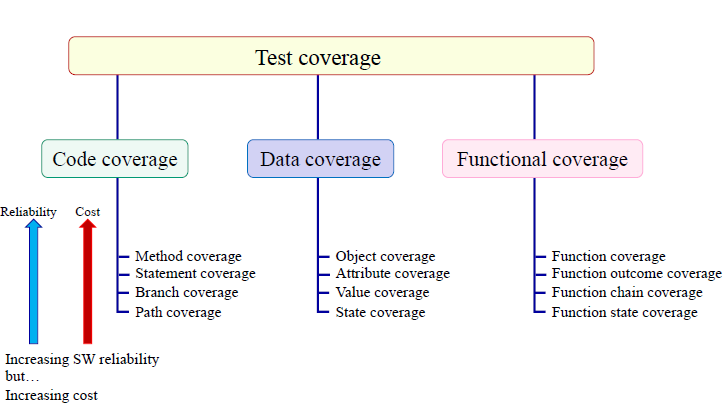 Test coverage
Code coverage
Data coverage
Functional coverage
Reliability
Cost
Method coverage
Statement coverage
Branch coverage
Path coverage
Object coverage
Attribute coverage
Value coverage
State coverage
Function coverage
Function outcome coverage
Function chain coverage
Function state coverage
Increasing SW reliability
but…
Increasing cost